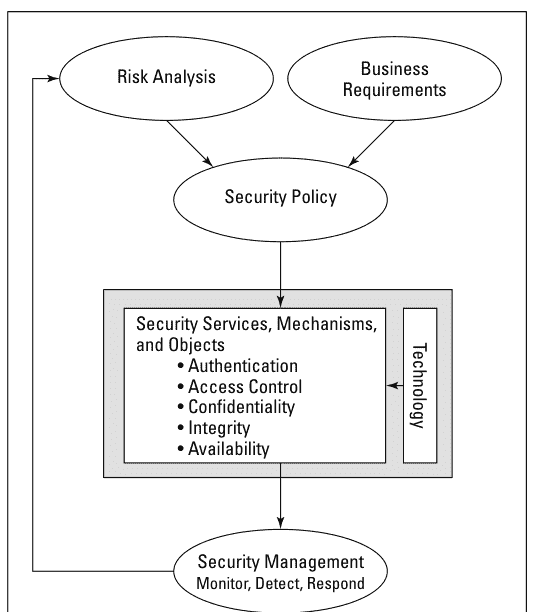 Risk Analysis
Business
Requirements
Security Policy
Security Services, Mechanisms,
and Objects
• Authentication
• Access Control
• Confidentiality
• Integrity
• Availability
Technology
Security Management
Monitor, Detect, Respond